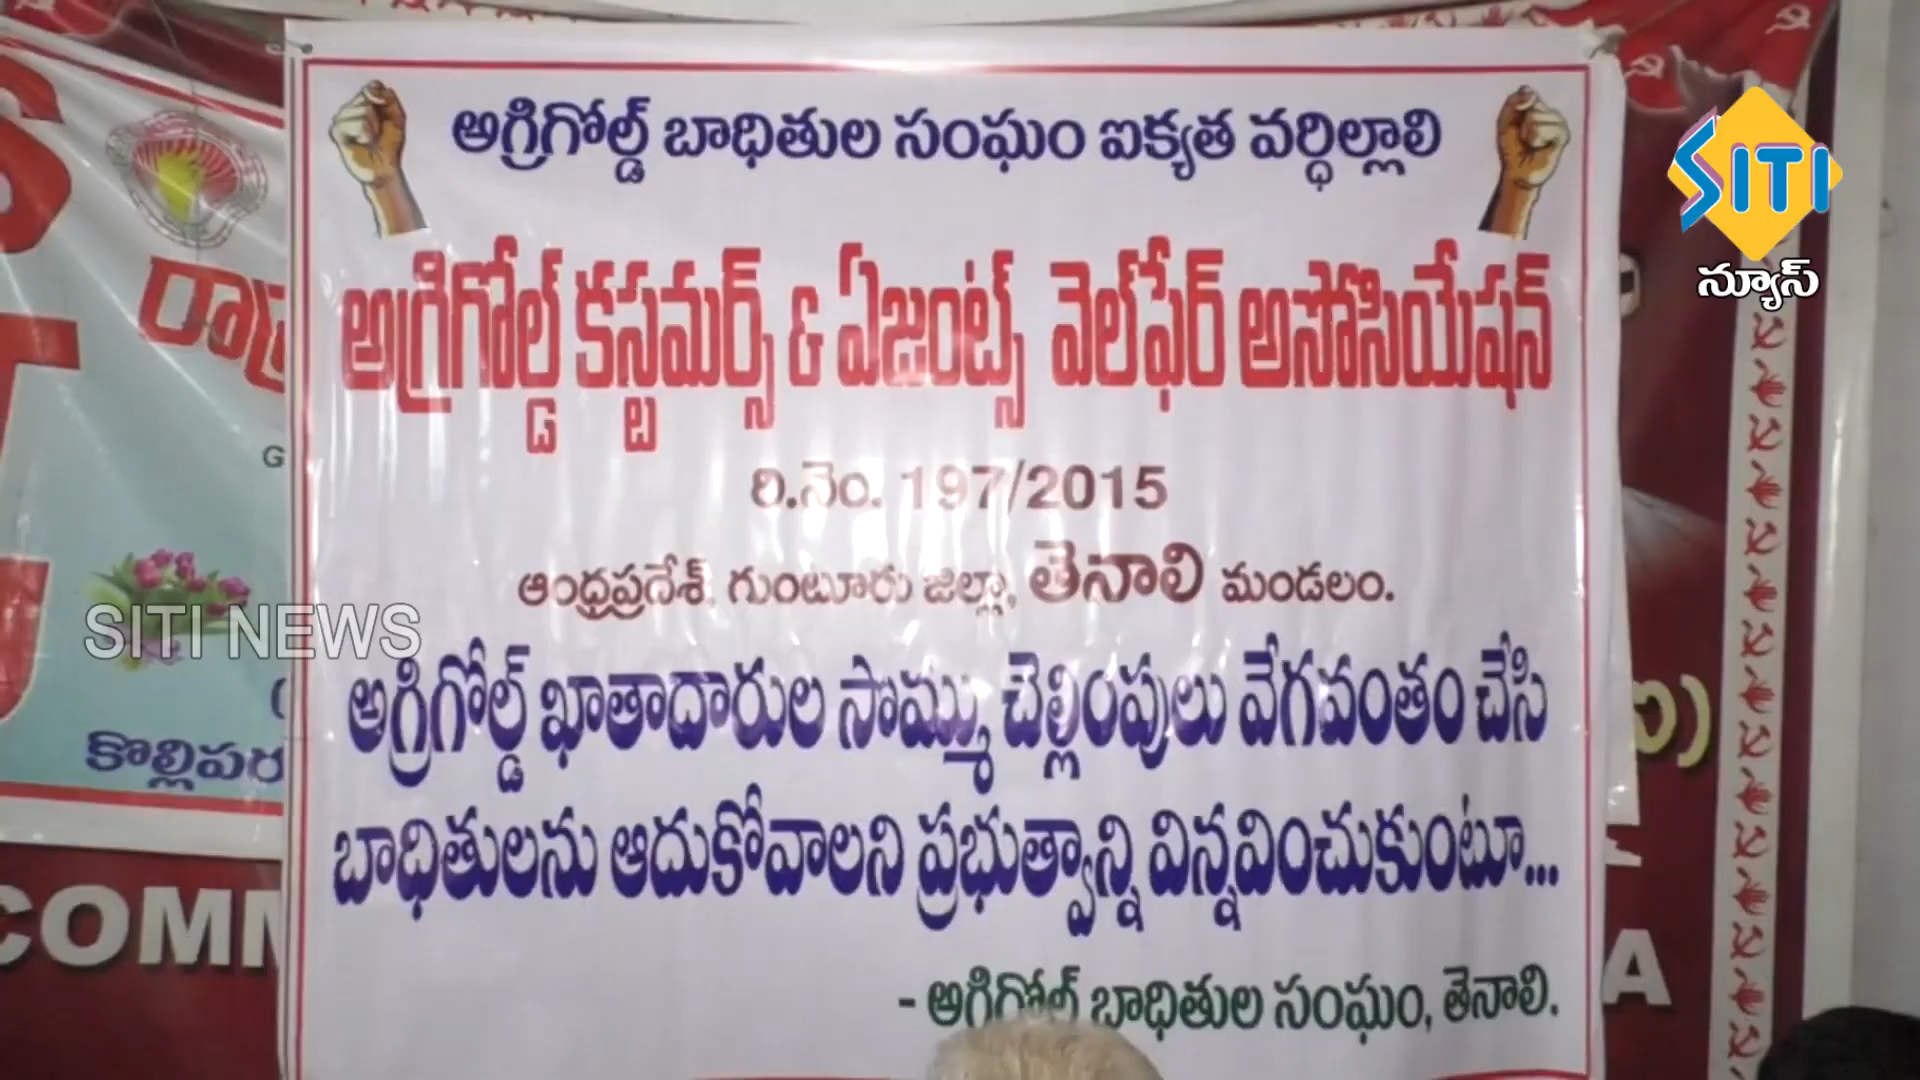 అగ్రిగోల్డ్ బాధితుల సంఘం ఐక్యత వర్ధిల్లాలి
SITI
న్యూస్
అగ్రిగోల్డ్ కస్టమర్స్ & ఏజంట్స్ వెల్‌ఫేర్ అసోసియేషన్
రి.నెం. 197/2015
ఆంధ్రప్రదేశ్, గుంటూరు జిల్లా, తెనాలి మండలం.
SITI NEWS
అగ్రిగోల్డ్ ఖాతాదారుల సొమ్ము చెల్లింపులు వేగవంతం చేసి
బాధితులను ఆదుకోవాలని ప్రభుత్వాన్ని విన్నవించుకుంటూ...
- అగ్రిగోల్డ్ బాధితుల సంఘం, తెనాలి.
కొల్లిపర
COMM
A